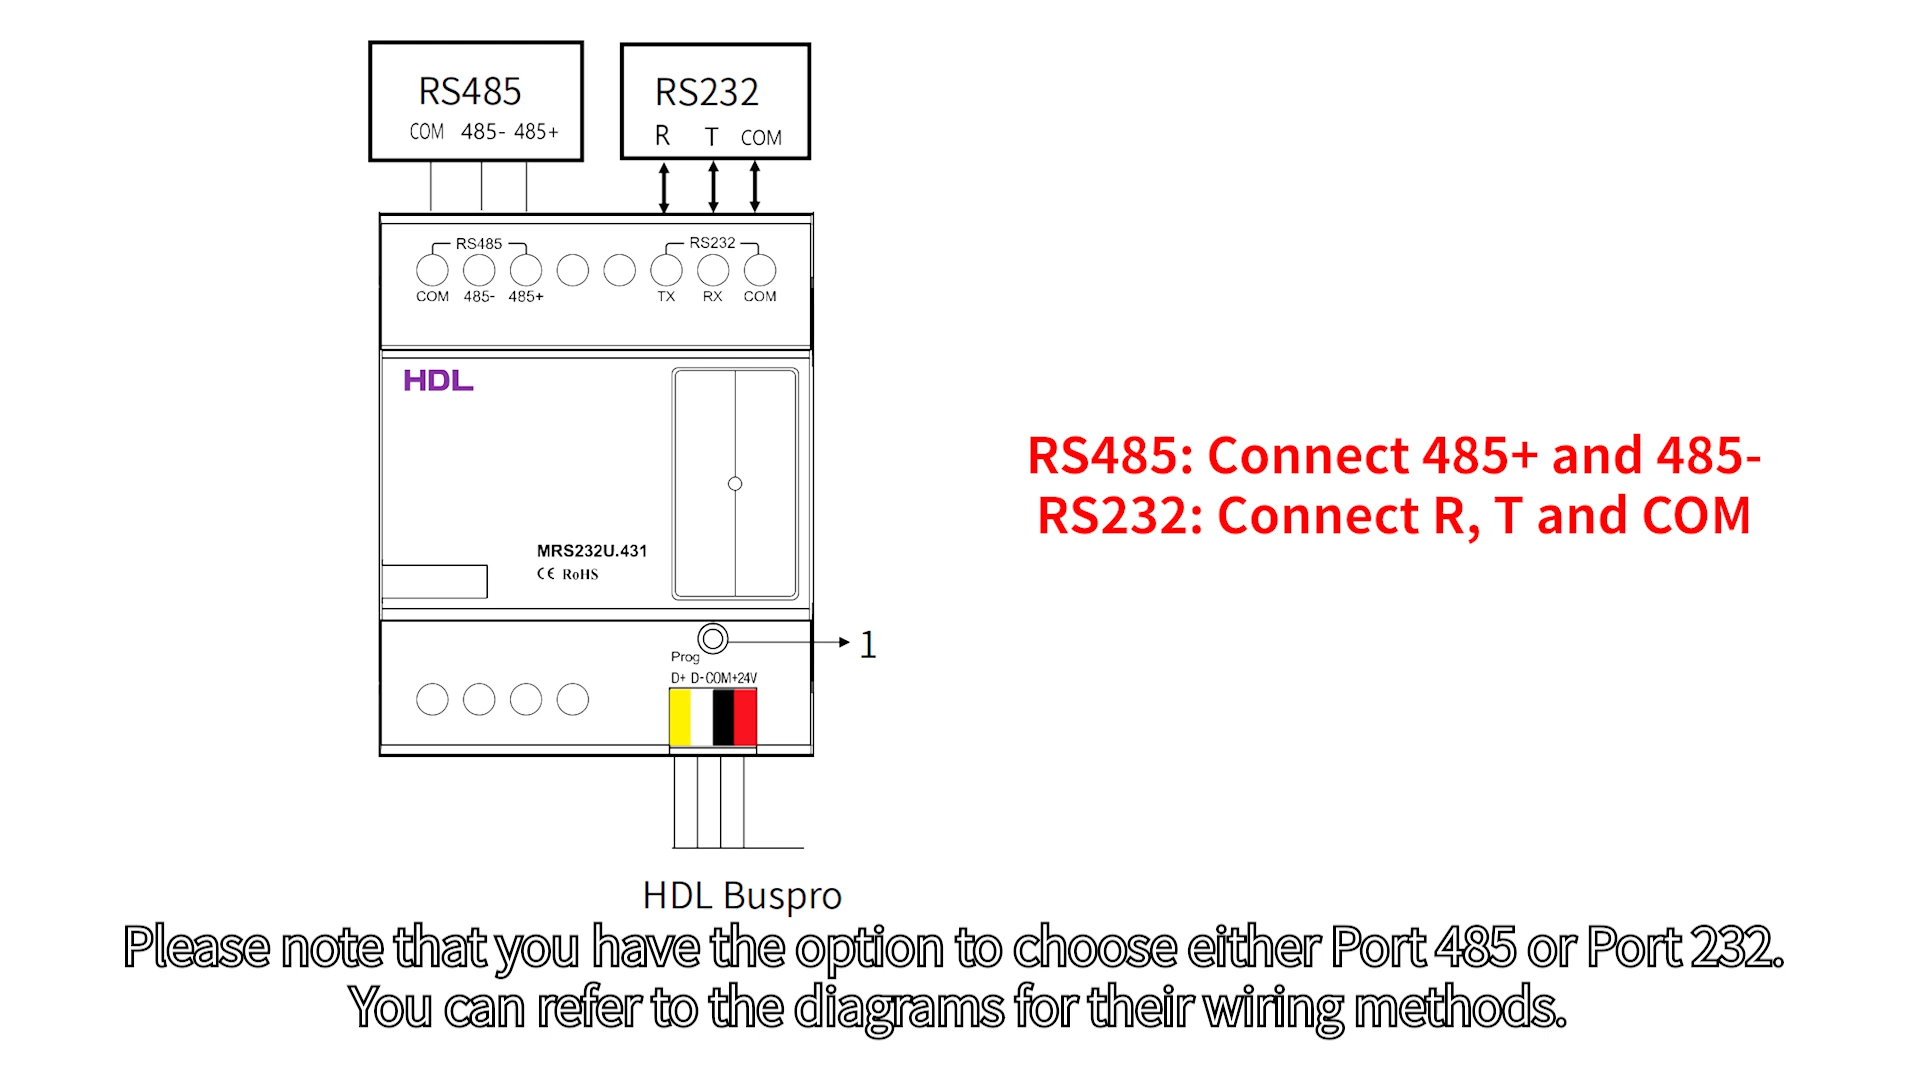 RS485
COM 485- 485+
RS232
R T COM
RS485
COM 485- 485+
RS232
TX RX COM
HDL
MRS232U.431
CE RoHS
1
Prog
D+ D- COM +24V
HDL Buspro
RS485: Connect 485+ and 485-
RS232: Connect R, T and COM
Please note that you have the option to choose either Port 485 or Port 232.
You can refer to the diagrams for their wiring methods.